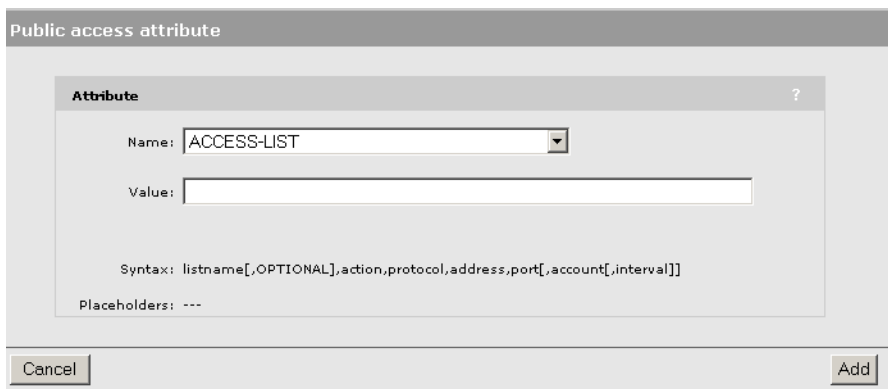 Public access attribute
Attribute ?
Name: ACCESS-LIST
Value:
Syntax: listname[,OPTIONAL],action,protocol,address,port[,account[,interval]]
Placeholders: ---
Cancel Add